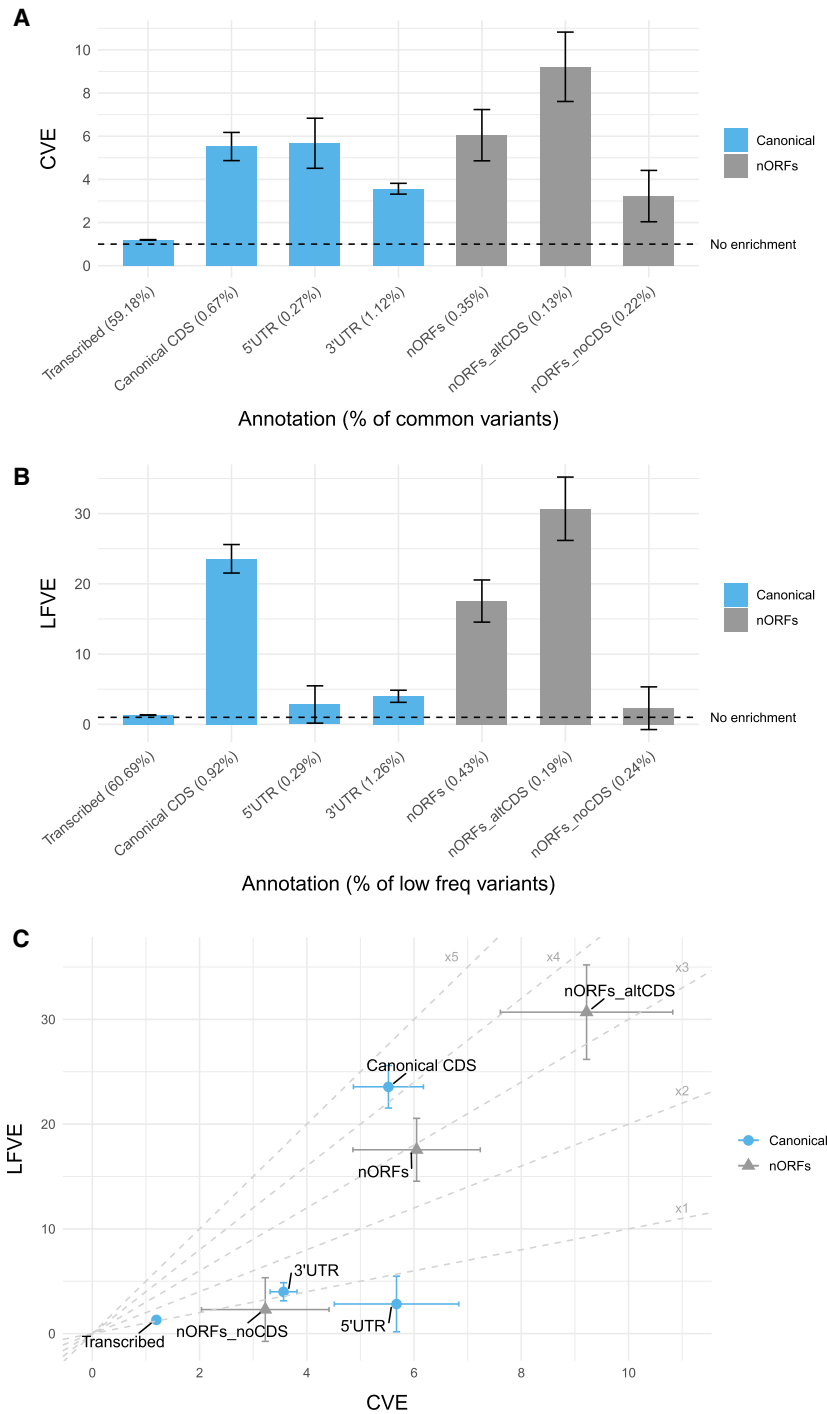 A
10
8
6
4
2
0
CVE
Canonical
nORFs
No enrichment
Transcribed (59.18%)
Canonical CDS (0.67%)
5'UTR (0.27%)
3'UTR (1.12%)
nORFs (0.35%)
nORFs_altCDS (0.13%)
nORFs_noCDS (0.22%)
Annotation (% of common variants)
B
30
20
10
0
LFVE
Canonical
nORFs
No enrichment
Transcribed (60.69%)
Canonical CDS (0.92%)
5'UTR (0.29%)
3'UTR (1.26%)
nORFs (0.43%)
nORFs_altCDS (0.19%)
nORFs_noCDS (0.24%)
Annotation (% of low freq variants)
C
x5
x4
x3
x2
x1
nORFs_altCDS
Canonical CDS
nORFs
3'UTR
nORFs_noCDS
5'UTR
Transcribed
30
20
10
0
LFVE
Canonical
nORFs
0
2
4
6
8
10
CVE